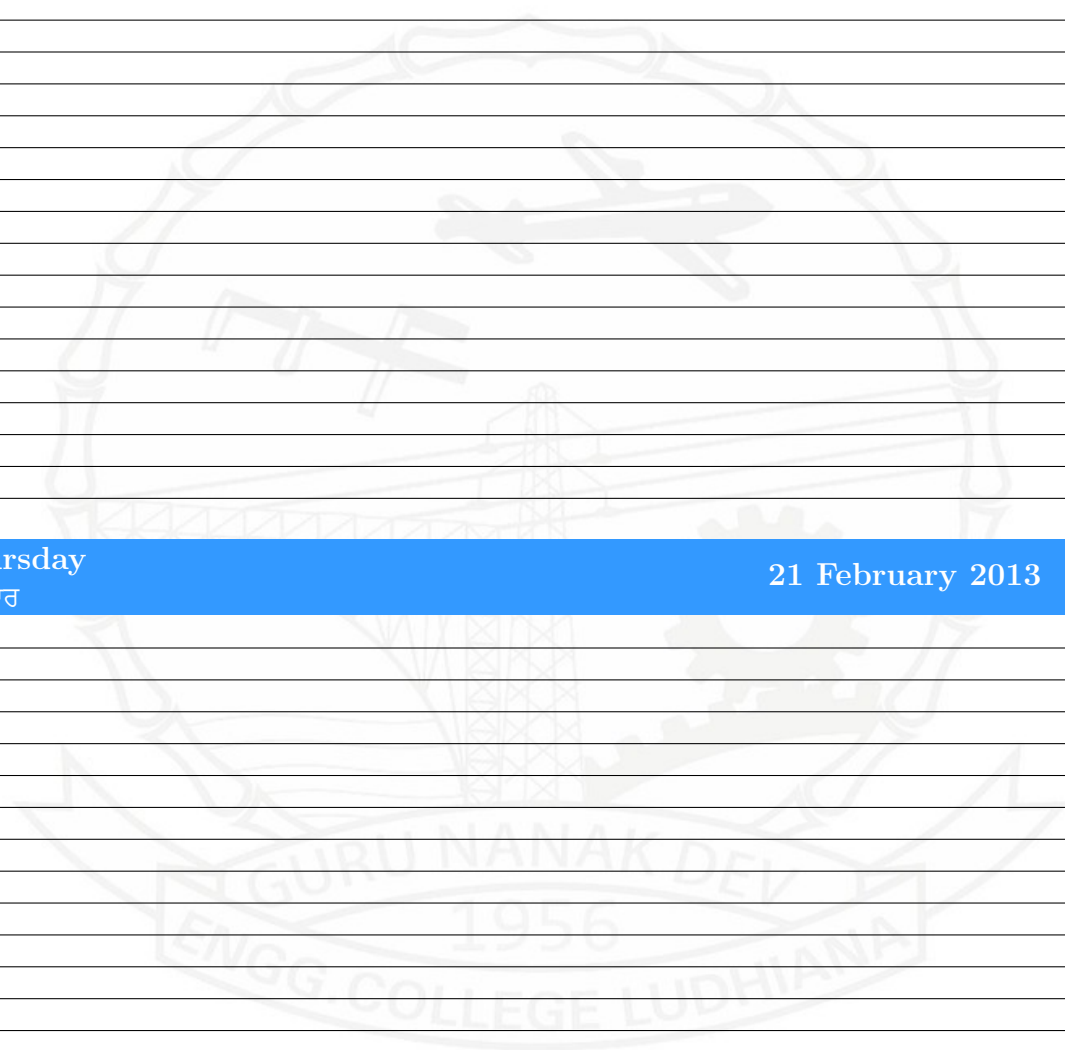 rsday
21 February 2013
ਾਰ
GURU NANAK DEV
1956
ENGG. COLLEGE LUDHIANA